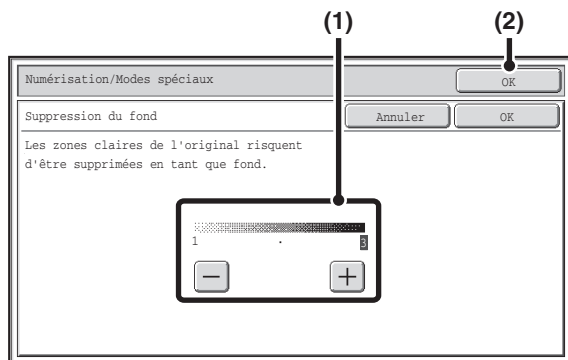 (1) (2)
Numérisation/Modes spéciaux OK
Suppression du fond Annuler OK
Les zones claires de l'original risquent
d'être supprimées en tant que fond.
1 · 3
− +